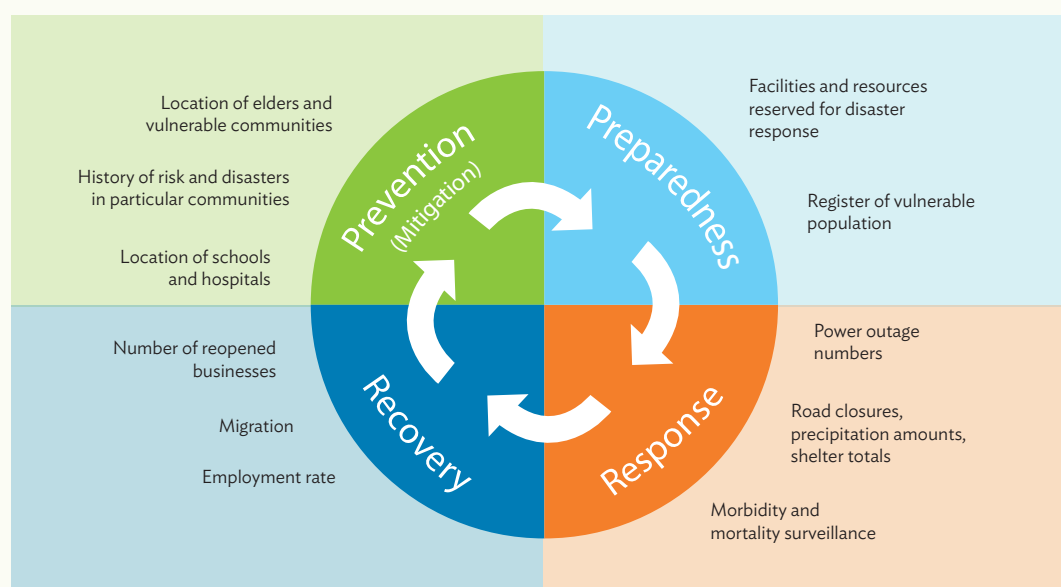 Location of elders and
vulnerable communities
History of risk and disasters
in particular communities
Location of schools
and hospitals
Prevention
(Mitigation)
Preparedness
Facilities and resources
reserved for disaster
response
Register of vulnerable
population
Number of reopened
businesses
Migration
Employment rate
Recovery
Response
Power outage
numbers
Road closures,
precipitation amounts,
shelter totals
Morbidity and
mortality surveillance